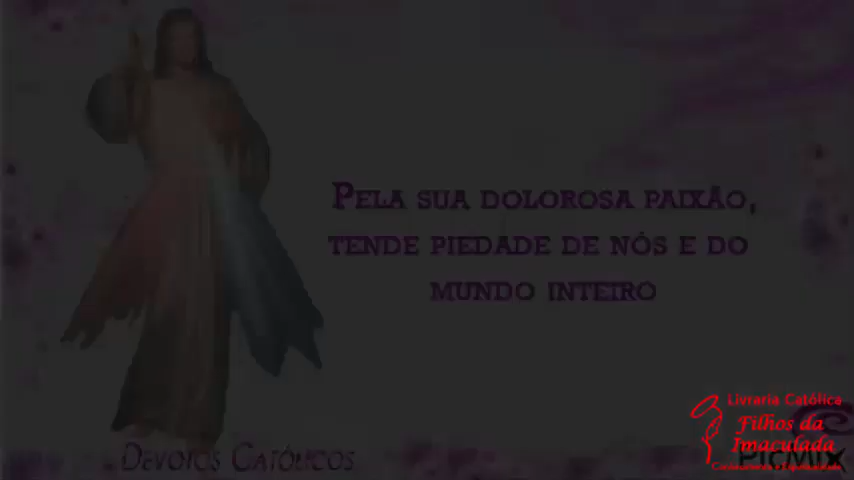 Pela sua dolorosa paixão,
tende piedade de nós e do
mundo inteiro
Livraria Católica
Filhos da
Imaculada
Devotos Católicos
PicMix